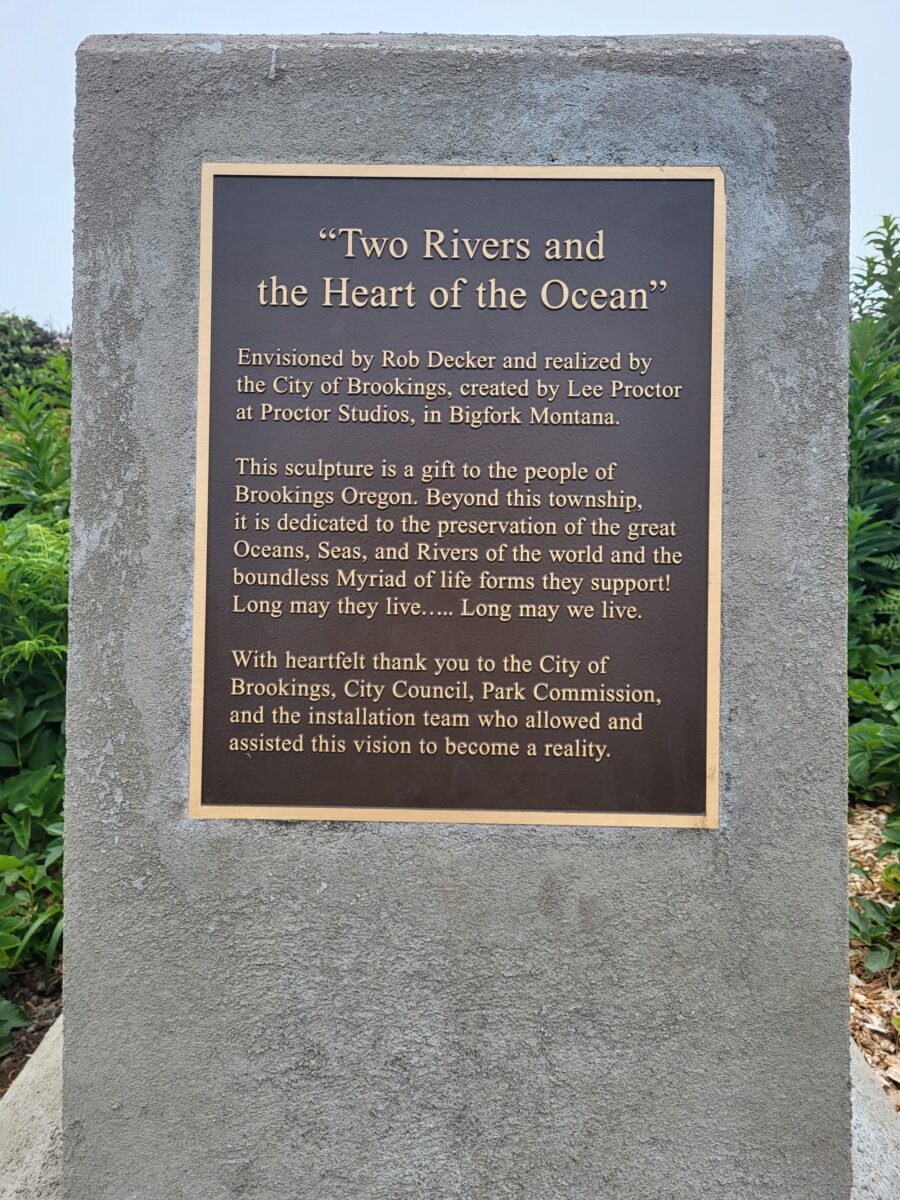 “Two Rivers and
the Heart of the Ocean”
Envisioned by Rob Decker and realized by
the City of Brookings, created by Lee Proctor
at Proctor Studios, in Bigfork Montana.
This sculpture is a gift to the people of
Brookings Oregon. Beyond this township,
it is dedicated to the preservation of the great
Oceans, Seas, and Rivers of the world and the
boundless Myriad of life forms they support!
Long may they live..... Long may we live.
With heartfelt thank you to the City of
Brookings, City Council, Park Commission,
and the installation team who allowed and
assisted this vision to become a reality.